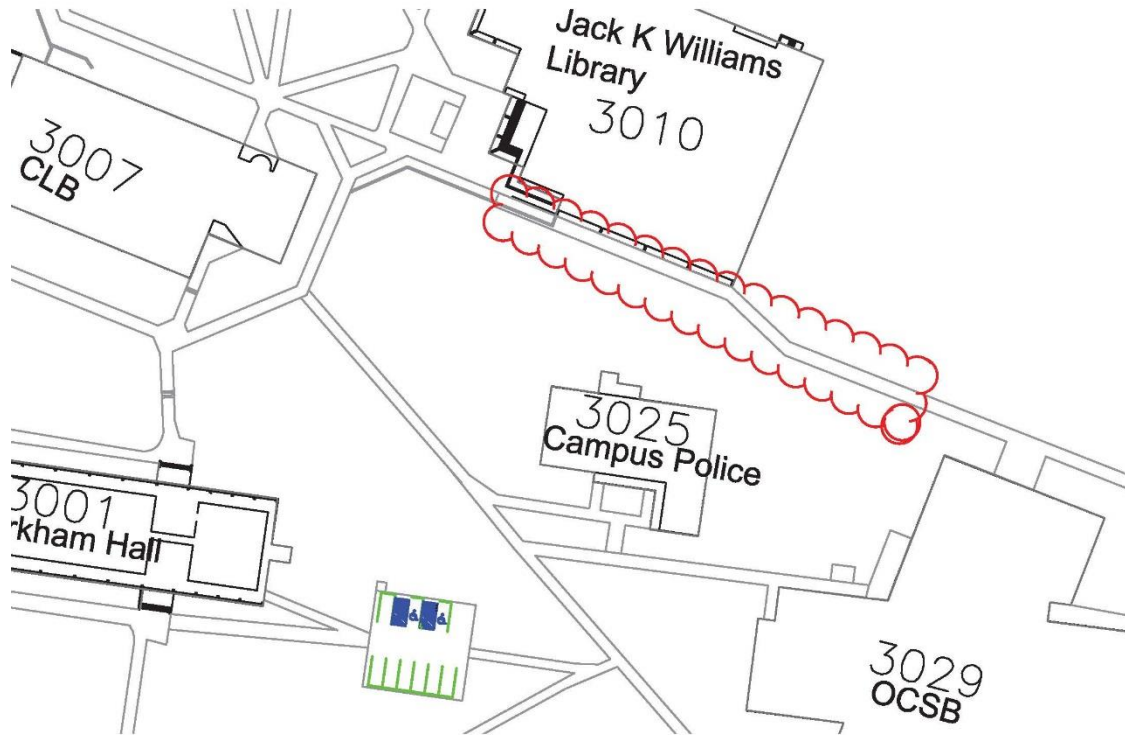 Jack K Williams
Library
3010
3007
CLB
3025
Campus Police
3001
rkham Hall
3029
OCSB